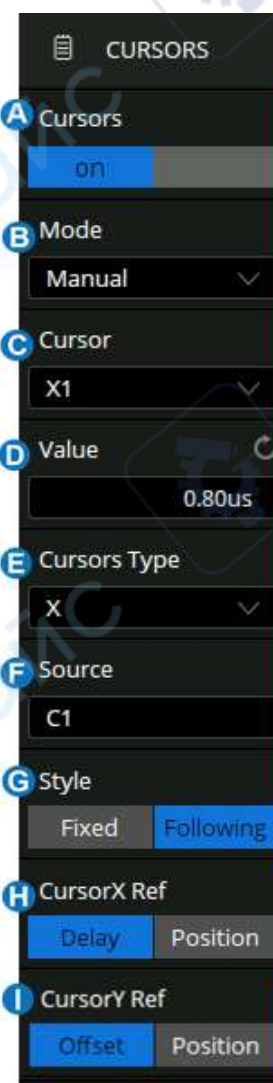 CURSORS
A Cursors
on
B Mode
Manual
C Cursor
X1
D Value
0.80us
E Cursors Type
X
F Source
C1
G Style
Fixed Following
H CursorX Ref
Delay Position
I CursorY Ref
Offset Position